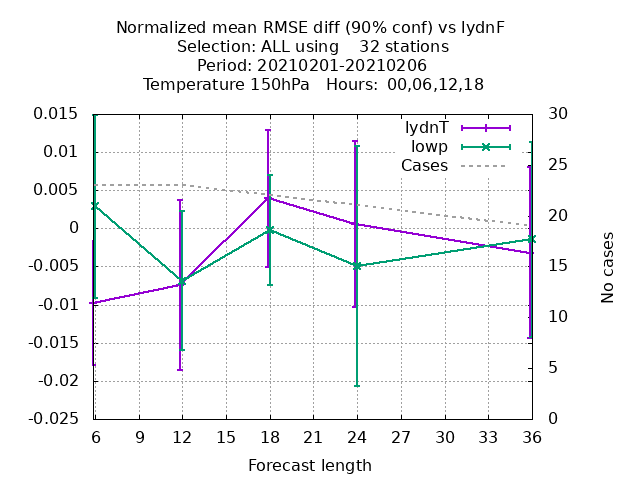 Normalized mean RMSE diff (90% conf) vs lydnF
Selection: ALL using    32 stations
Period: 20210201-20210206
Temperature 150hPa   Hours: 00,06,12,18
lydnT
lowp
Cases
0.015
0.01
0.005
0
-0.005
-0.01
-0.015
-0.02
-0.025
30
25
20
15
10
5
0
No cases
6 9 12 15 18 21 24 27 30 33 36
Forecast length